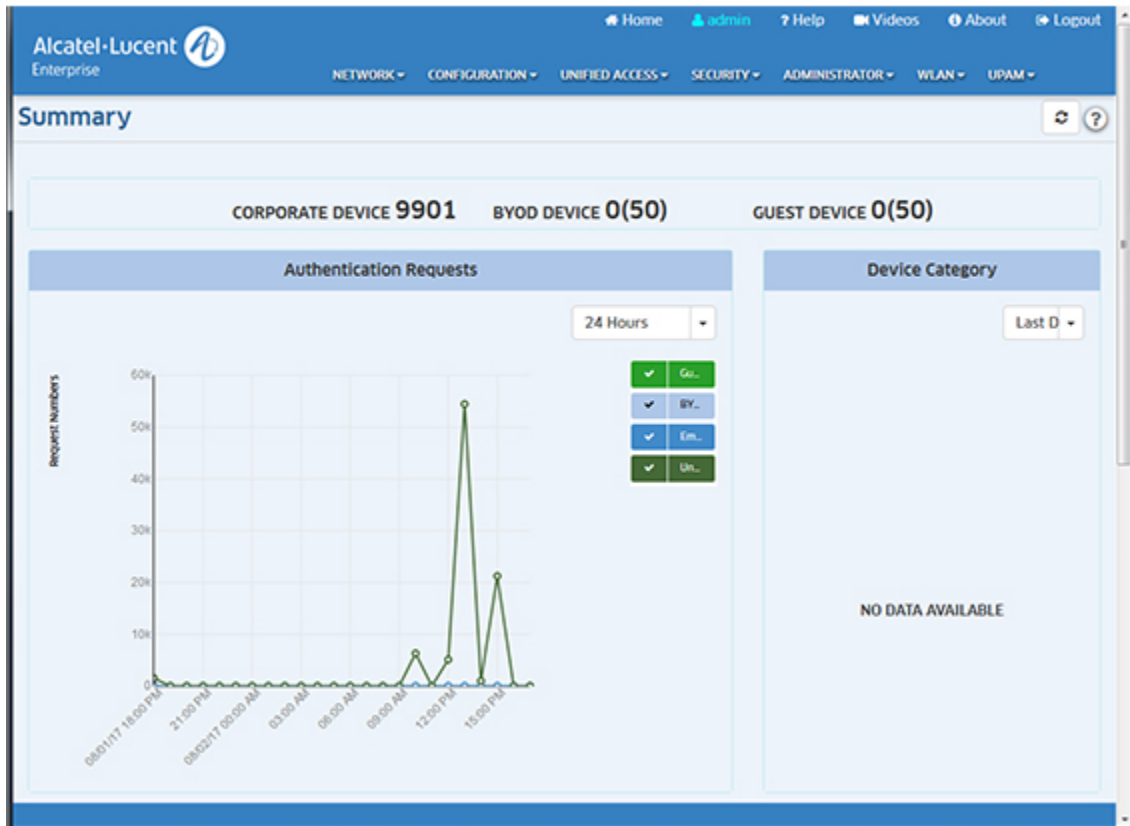 Home admin ? Help Videos About Logout
Alcatel·Lucent
Enterprise
NETWORK CONFIGURATION UNIFIED ACCESS SECURITY ADMINISTRATOR WLAN UPAM
Summary
?
CORPORATE DEVICE 9901 BYOD DEVICE 0(50) GUEST DEVICE 0(50)
Authentication Requests
Device Category
24 Hours
Last D
Request Numbers
60k
50k
40k
30k
20k
10k
0
Gu..
BY..
Em..
Un..
NO DATA AVAILABLE
08/01/17 18:00 PM
21:00 PM
08/02/17 00:00 AM
03:00 AM
06:00 AM
09:00 AM
12:00 PM
15:00 PM